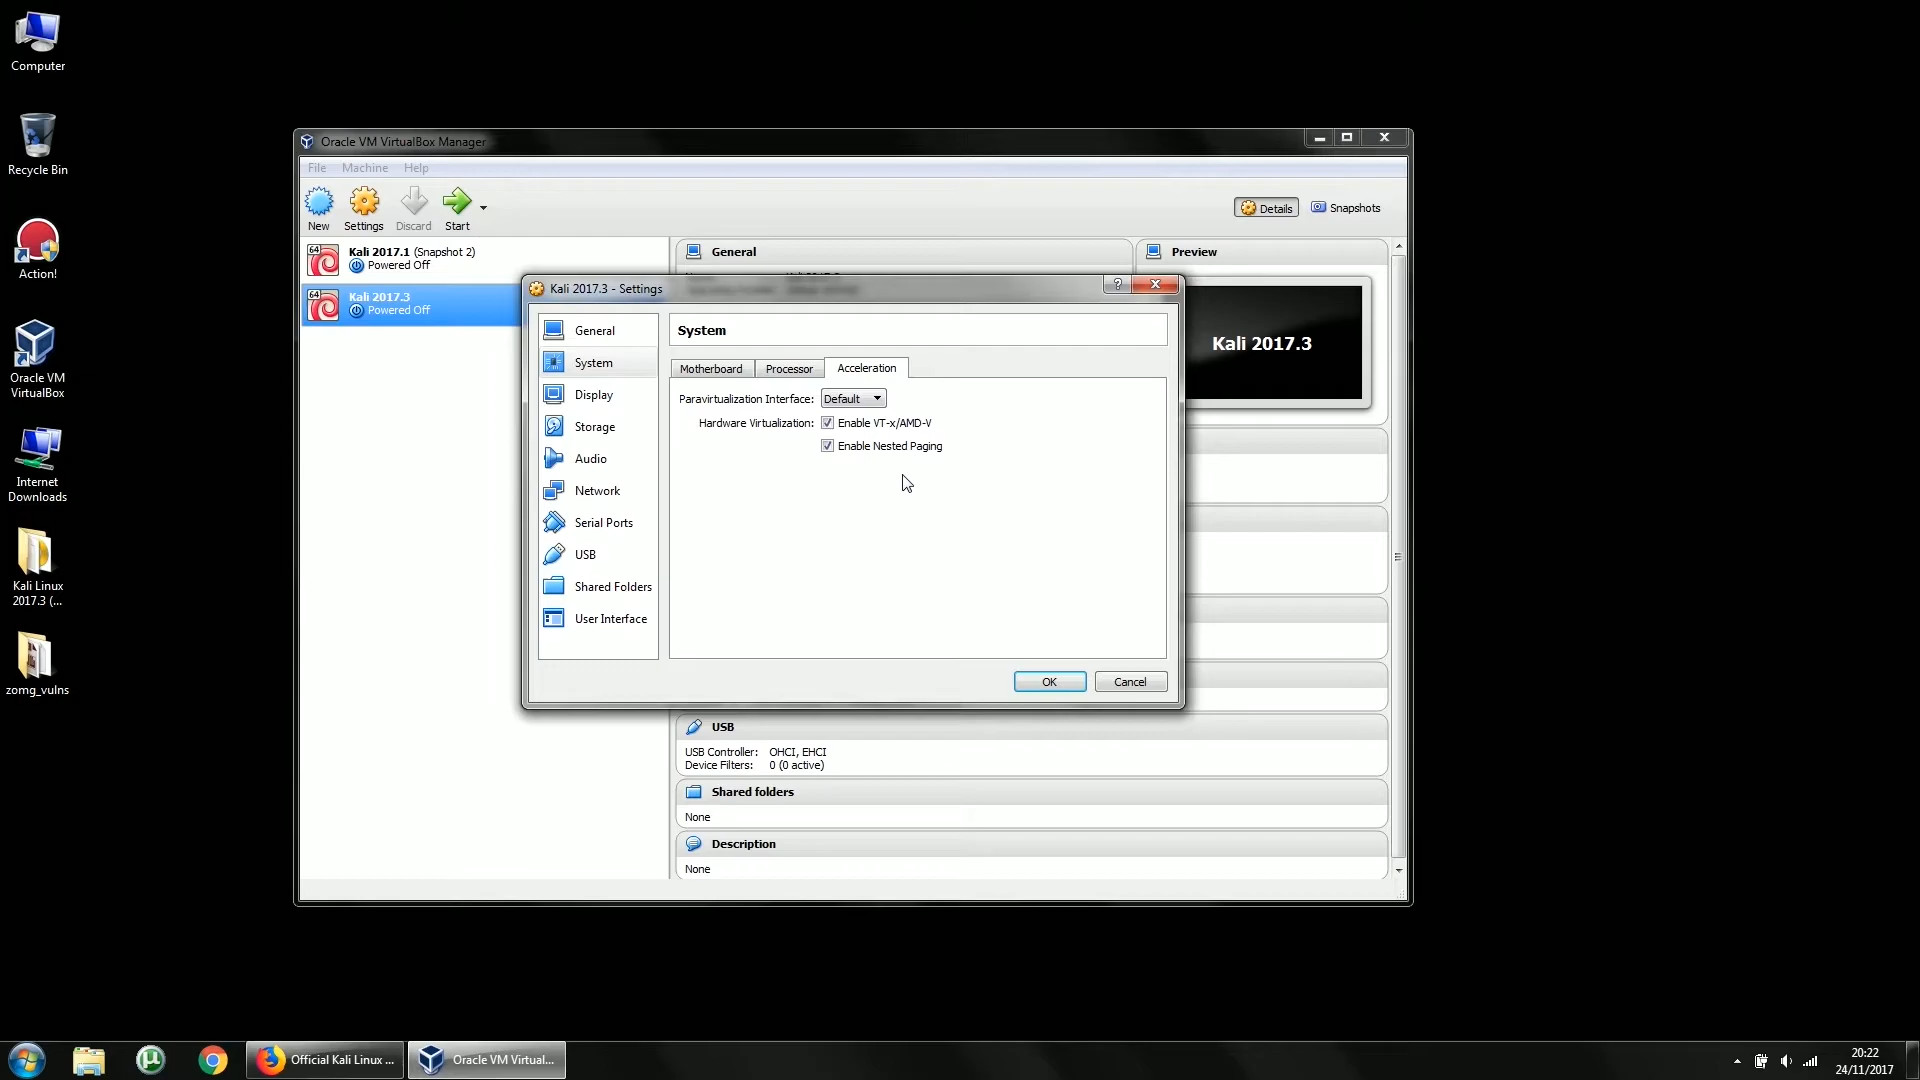 Computer
Recycle Bin
Action!
Oracle VM
VirtualBox
Internet
Downloads
Kali Linux
2017.3 (...
zomg_vulns
Oracle VM VirtualBox Manager
File Machine Help
New Settings Discard Start
Details Snapshots
64 Kali 2017.1 (Snapshot 2)
Powered Off
64 Kali 2017.3
Powered Off
General
Preview
Kali 2017.3
Kali 2017.3 - Settings
?
General
System
Display
Storage
Audio
Network
Serial Ports
USB
Shared Folders
User Interface
System
Motherboard Processor Acceleration
Paravirtualization Interface: Default
Hardware Virtualization: Enable VT-x/AMD-V
Enable Nested Paging
OK Cancel
USB
USB Controller: OHCI, EHCI
Device Filters: 0 (0 active)
Shared folders
None
Description
None
Official Kali Linux ...
Oracle VM Virtual...
20:22
24/11/2017